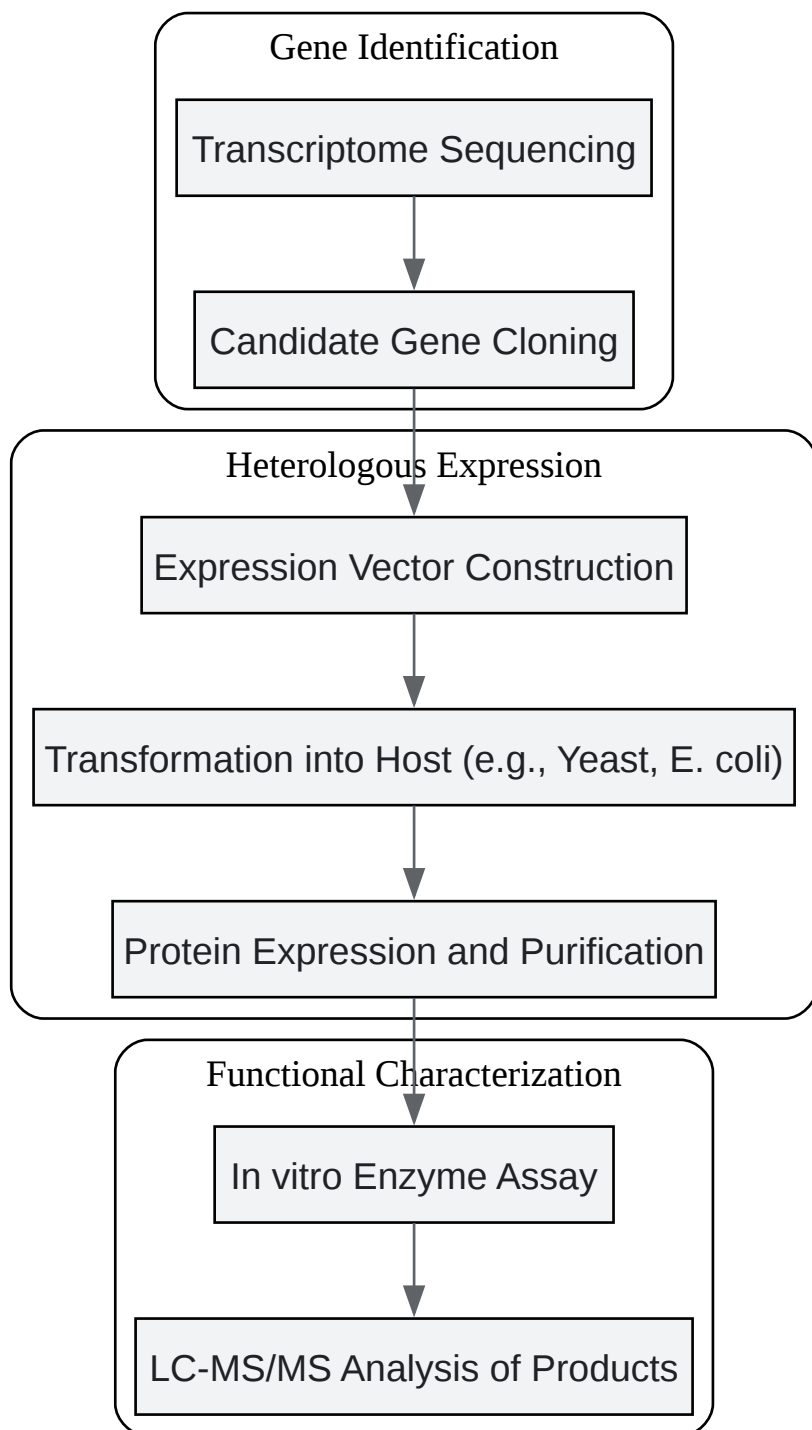 Gene Identification
Transcriptome Sequencing
Candidate Gene Cloning
Heterologous Expression
Expression Vector Construction
Transformation into Host (e.g., Yeast, E. coli)
Protein Expression and Purification
Functional Characterization
In vitro Enzyme Assay
LC-MS/MS Analysis of Products